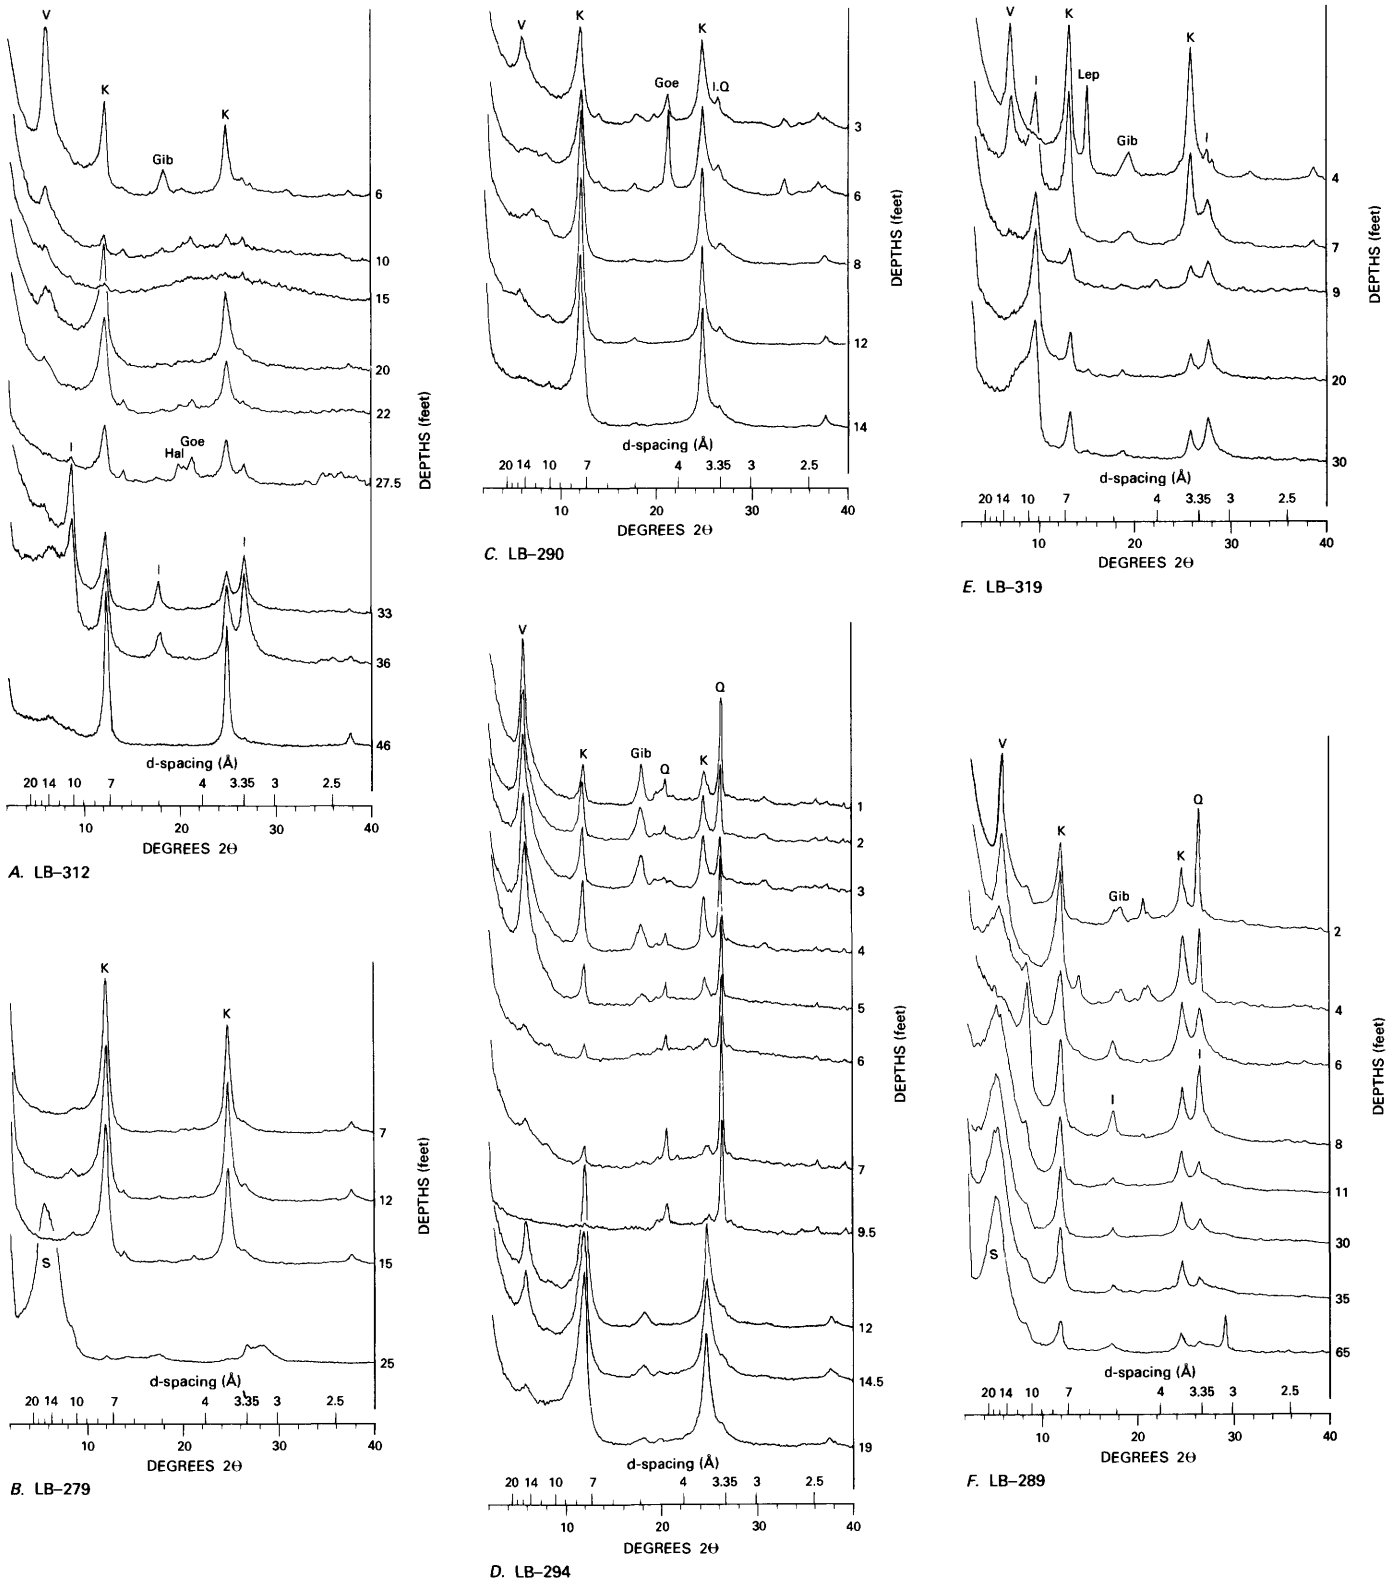 V
K
K
Gib
6
10
15
20
22
Hal
Goe
27.5
I
I
I
33
36
46
DEPTHS (feet)
d-spacing (Å)
20 14 10 7 4 3.35 3 2.5
10 20 30 40
DEGREES 2Θ
A. LB–312
K
K
7
12
15
S
25
DEPTHS (feet)
d-spacing (Å)
20 14 10 7 4 3.35 3 2.5
10 20 30 40
DEGREES 2Θ
B. LB–279
V
K
K
Goe
I.Q
3
6
8
12
14
DEPTHS (feet)
d-spacing (Å)
20 14 10 7 4 3.35 3 2.5
10 20 30 40
DEGREES 2Θ
C. LB–290
V
Q
K
Gib
Q
K
1
2
3
4
5
6
7
9.5
12
14.5
19
DEPTHS (feet)
d-spacing (Å)
20 14 10 7 4 3.35 3 2.5
10 20 30 40
DEGREES 2Θ
D. LB–294
V
K
K
I
Lep
Gib
I
4
7
9
20
30
DEPTHS (feet)
d-spacing (Å)
20 14 10 7 4 3.35 3 2.5
10 20 30 40
DEGREES 2Θ
E. LB–319
V
Q
K
K
Gib
2
4
6
I
I
8
11
30
35
S
65
DEPTHS (feet)
d-spacing (Å)
20 14 10 7 4 3.35 3 2.5
10 20 30 40
DEGREES 2Θ
F. LB–289